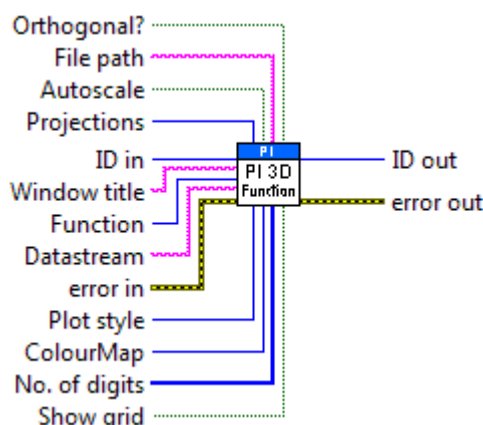 Orthogonal?
File path
Autoscale
Projections
ID in
Window title
Function
Datastream
error in
Plot style
ColourMap
No. of digits
Show grid
PI
PI 3D
Function
ID out
error out